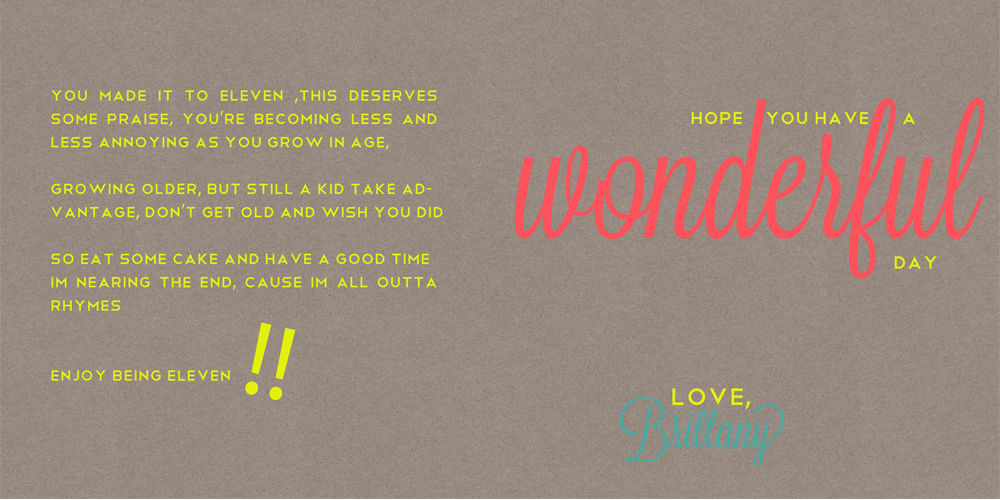 YOU MADE IT TO ELEVEN ,THIS DESERVES
SOME PRAISE, YOU'RE BECOMING LESS AND
LESS ANNOYING AS YOU GROW IN AGE,
GROWING OLDER, BUT STILL A KID TAKE AD-
VANTAGE, DON'T GET OLD AND WISH YOU DID
SO EAT SOME CAKE AND HAVE A GOOD TIME
IM NEARING THE END, CAUSE IM ALL OUTTA
RHYMES
ENJOY BEING ELEVEN !!
HOPE YOU HAVE A
wonderful
DAY
LOVE,
Brittany